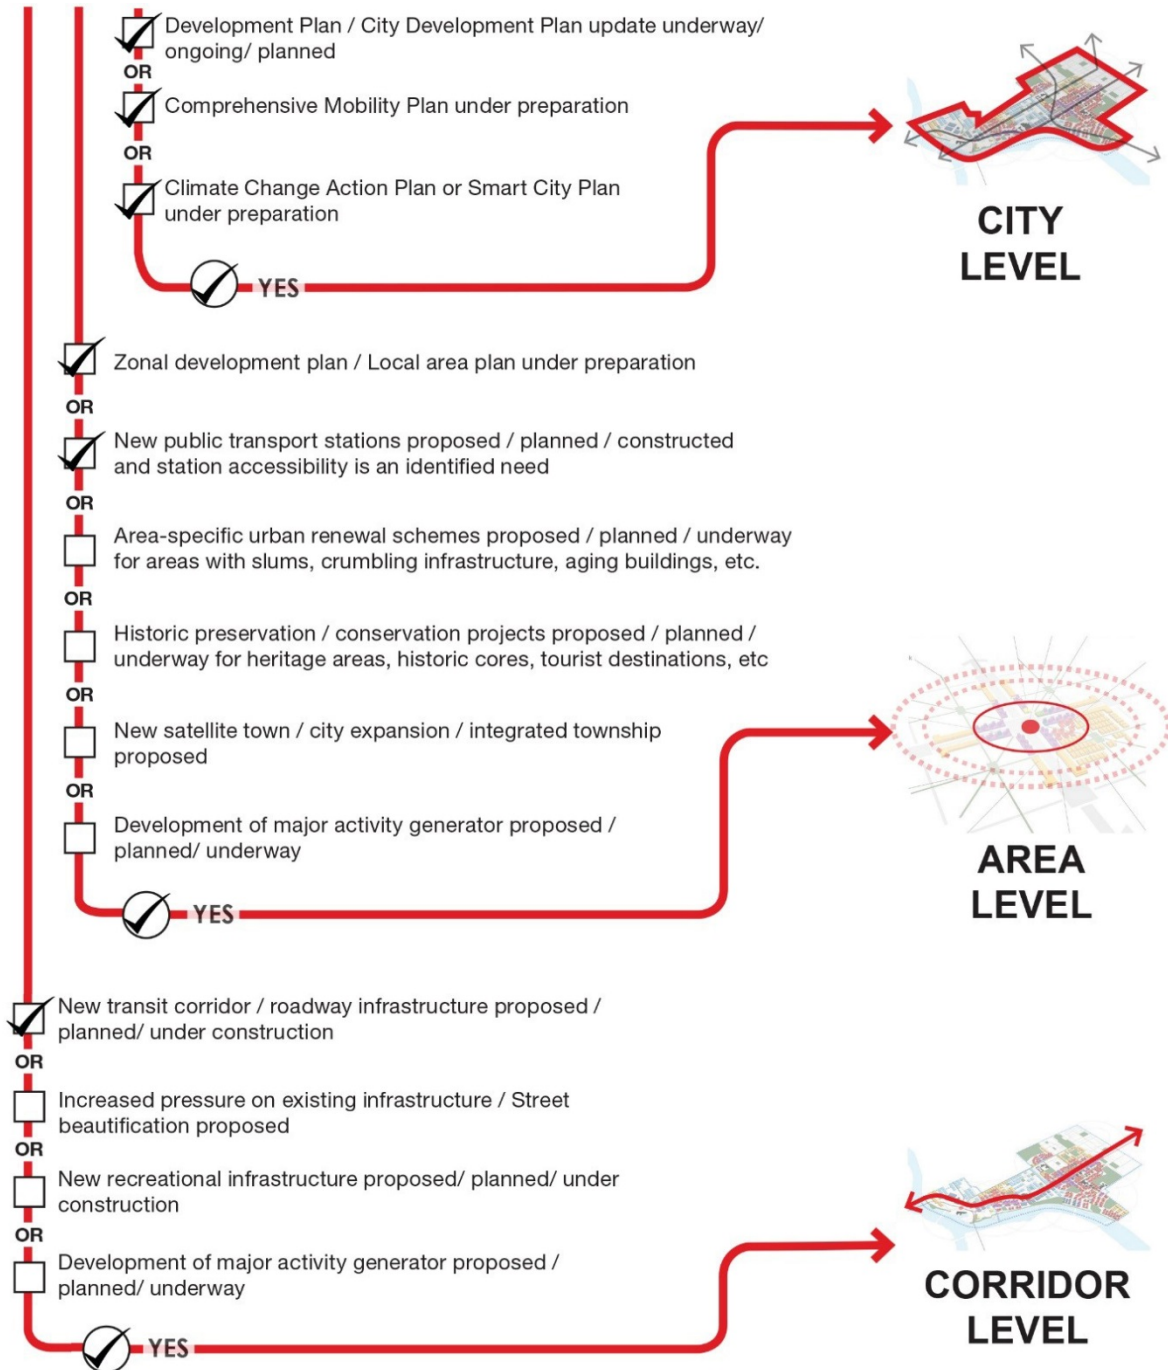 Development Plan / City Development Plan update underway/
ongoing/ planned
OR
Comprehensive Mobility Plan under preparation
OR
Climate Change Action Plan or Smart City Plan
under preparation
YES
CITY
LEVEL
Zonal development plan / Local area plan under preparation
OR
New public transport stations proposed / planned / constructed
and station accessibility is an identified need
OR
Area-specific urban renewal schemes proposed / planned / underway
for areas with slums, crumbling infrastructure, aging buildings, etc.
OR
Historic preservation / conservation projects proposed / planned /
underway for heritage areas, historic cores, tourist destinations, etc
OR
New satellite town / city expansion / integrated township
proposed
OR
Development of major activity generator proposed /
planned/ underway
YES
AREA
LEVEL
New transit corridor / roadway infrastructure proposed /
planned/ under construction
OR
Increased pressure on existing infrastructure / Street
beautification proposed
OR
New recreational infrastructure proposed/ planned/ under
construction
OR
Development of major activity generator proposed /
planned/ underway
YES
CORRIDOR
LEVEL